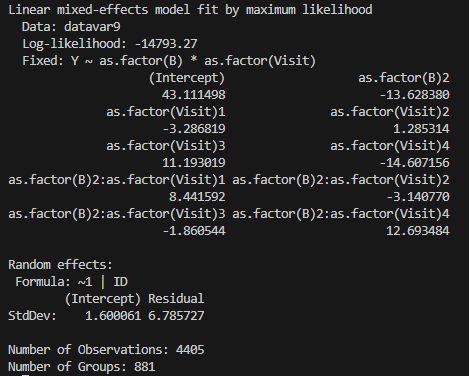 Linear mixed-effects model fit by maximum likelihood
Data: datavar9
Log-likelihood: -14793.27
Fixed: Y ~ as.factor(B) * as.factor(Visit)
(Intercept) as.factor(B)2
43.111498 -13.628380
as.factor(Visit)1 as.factor(Visit)2
-3.286819 1.285314
as.factor(Visit)3 as.factor(Visit)4
11.193019 -14.607156
as.factor(B)2:as.factor(Visit)1 as.factor(B)2:as.factor(Visit)2
8.441592 -3.140770
as.factor(B)2:as.factor(Visit)3 as.factor(B)2:as.factor(Visit)4
-1.860544 12.693484
Random effects:
Formula: ~1 | ID
(Intercept) Residual
StdDev: 1.600061 6.785727
Number of Observations: 4405
Number of Groups: 881